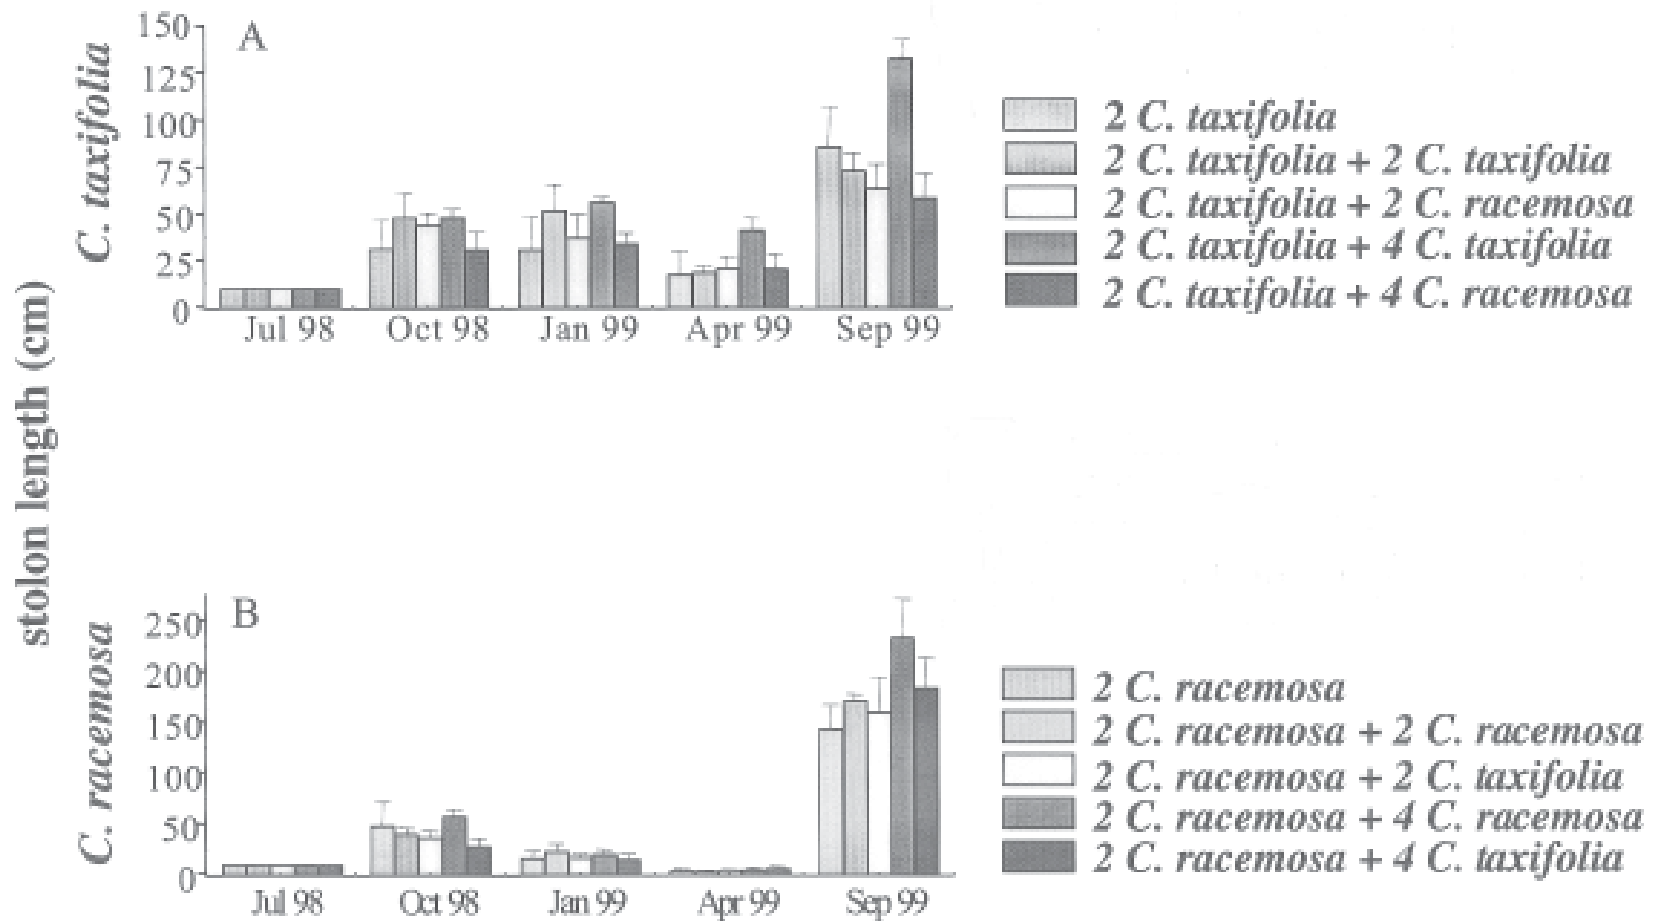 stolon length (cm)
C. taxifolia
A
150
125
100
75
50
25
0
Jul 98 Oct 98 Jan 99 Apr 99 Sep 99
2 C. taxifolia
2 C. taxifolia + 2 C. taxifolia
2 C. taxifolia + 2 C. racemosa
2 C. taxifolia + 4 C. taxifolia
2 C. taxifolia + 4 C. racemosa
C. racemosa
B
250
200
150
100
50
0
Jul 98 Oct 98 Jan 99 Apr 99 Sep 99
2 C. racemosa
2 C. racemosa + 2 C. racemosa
2 C. racemosa + 2 C. taxifolia
2 C. racemosa + 4 C. racemosa
2 C. racemosa + 4 C. taxifolia